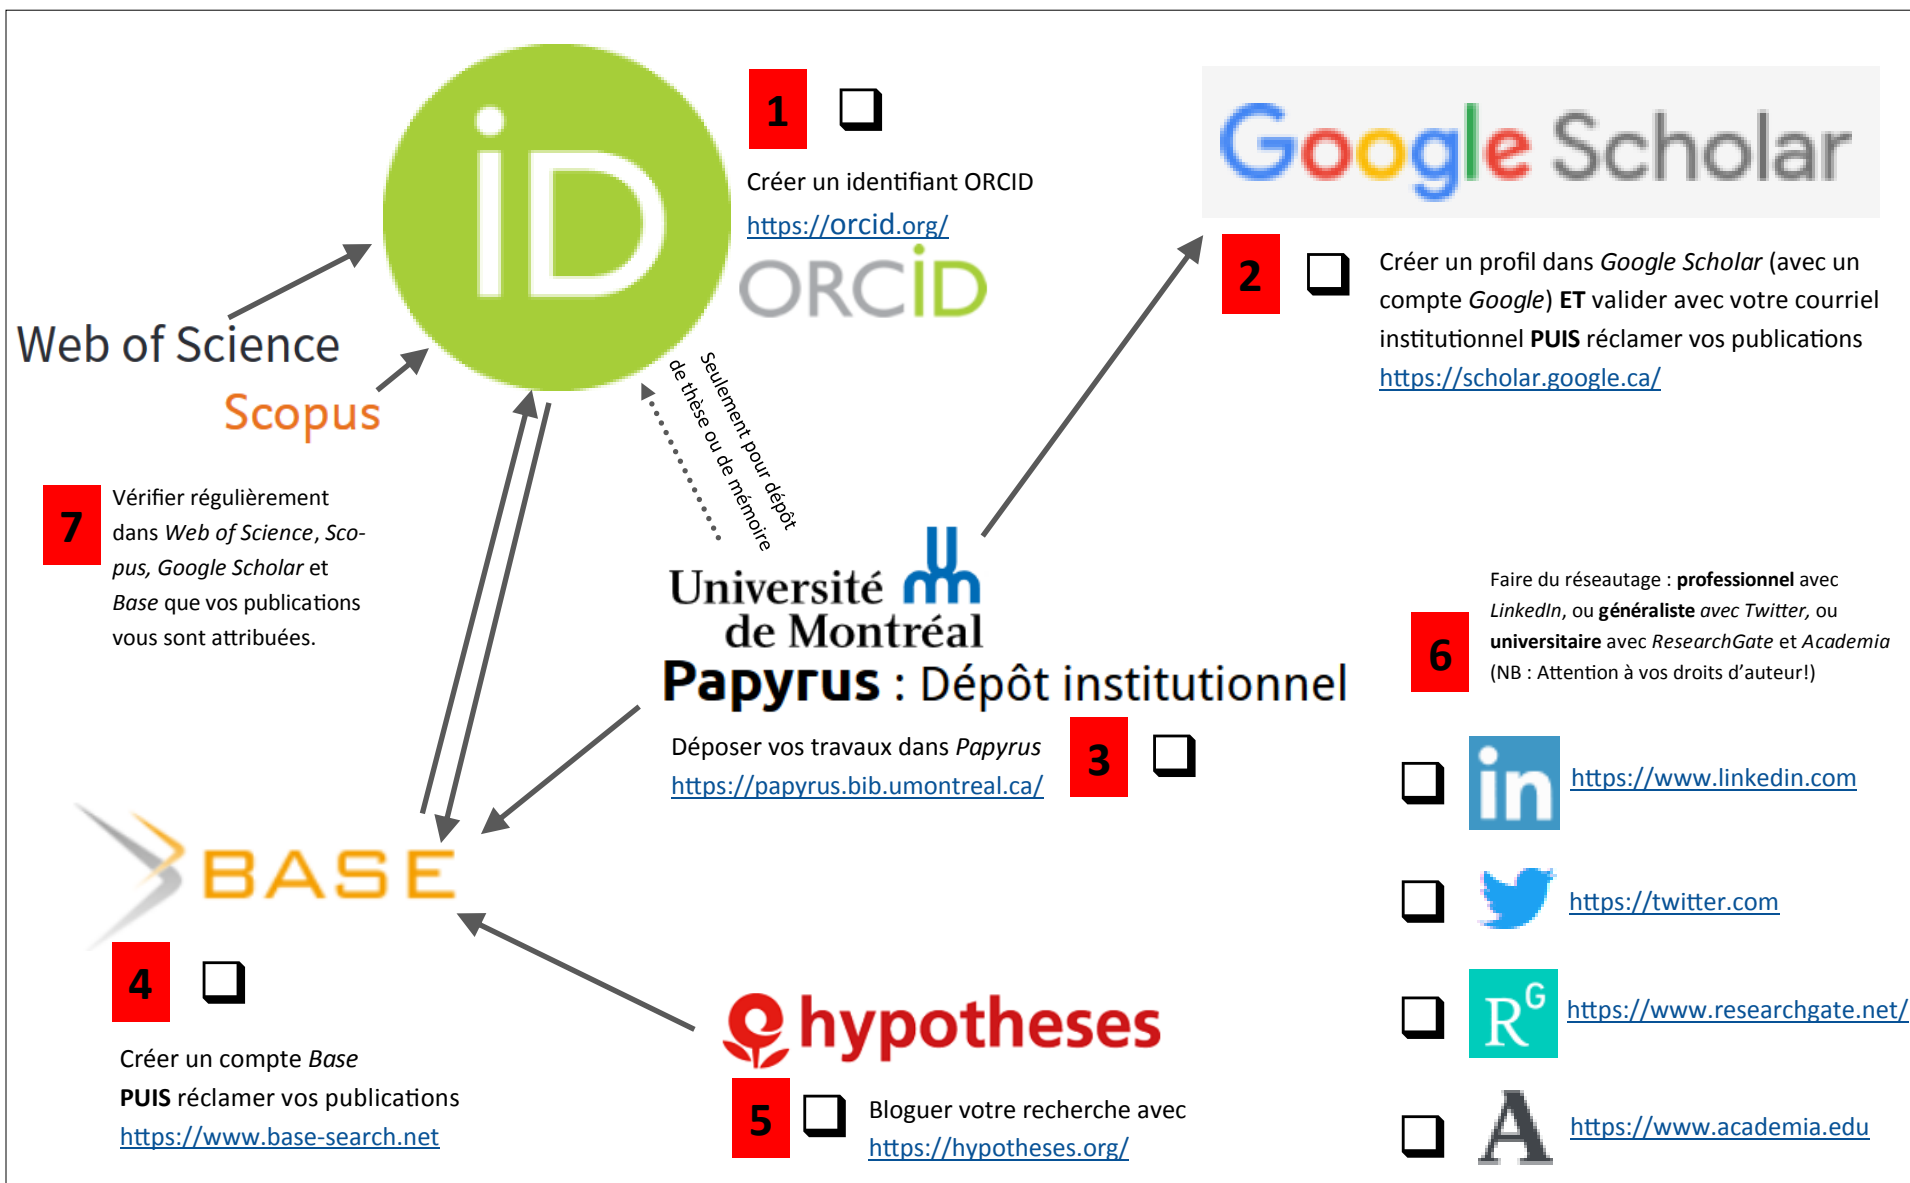 iD
1
Créer un identifiant ORCID
https://orcid.org/
ORCID
Google Scholar
2
Créer un profil dans Google Scholar (avec un
compte Google) ET valider avec votre courriel
institutionnel PUIS réclamer vos publications
https://scholar.google.ca/
Web of Science
Scopus
Seulement pour dépôt
de thèse ou de mémoire
7
Vérifier régulièrement
dans Web of Science, Sco-
pus, Google Scholar et
Base que vos publications
vous sont attribuées.
Université
de Montréal
Papyrus : Dépôt institutionnel
Déposer vos travaux dans Papyrus
https://papyrus.bib.umontreal.ca/
3
6
Faire du réseautage : professionnel avec
LinkedIn, ou généraliste avec Twitter, ou
universitaire avec ResearchGate et Academia
(NB : Attention à vos droits d'auteur!)
in
https://www.linkedin.com
https://twitter.com
RG
https://www.researchgate.net/
A
https://www.academia.edu
BASE
4
Créer un compte Base
PUIS réclamer vos publications
https://www.base-search.net
hypotheses
5
Bloguer votre recherche avec
https://hypotheses.org/